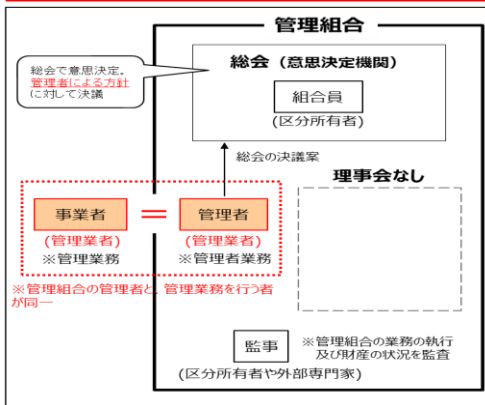 管理組合
総会（意思決定機関）
総会で意思決定。
管理者による方針
に対して決議
組合員
(区分所有者)
総会の決議案
理事会なし
事業者
＝
管理者
(管理業者)
(管理業者)
※管理業務
※管理者業務
※管理組合の管理者と、管理業務を行う者
が同一
監事
※管理組合の業務の執行
及び財産の状況を監査
(区分所有者や外部専門家)